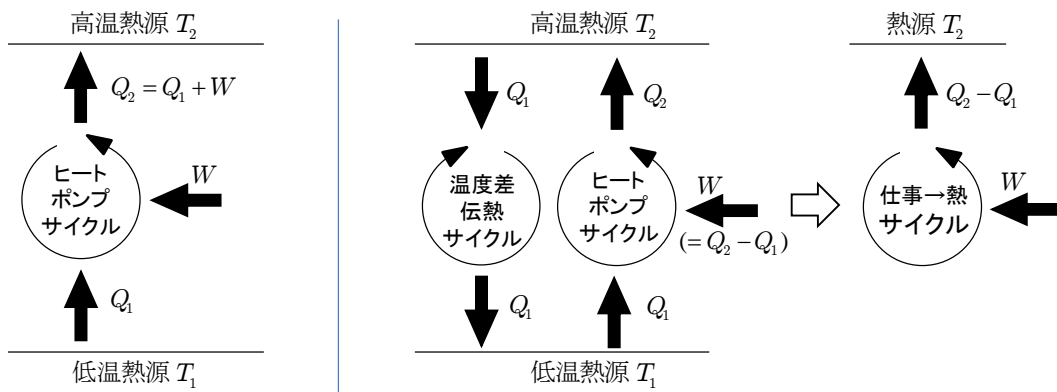 高温熱源 T₂
Q₂ = Q₁ + W
ヒート
ポンプ
サイクル
W
Q₁
低温熱源 T₁
高温熱源 T₂
Q₁
Q₂
温度差
伝熱
サイクル
ヒート
ポンプ
サイクル
W
(= Q₂ − Q₁)
Q₁
Q₁
低温熱源 T₁
熱源 T₂
Q₂ − Q₁
仕事→熱
サイクル
W